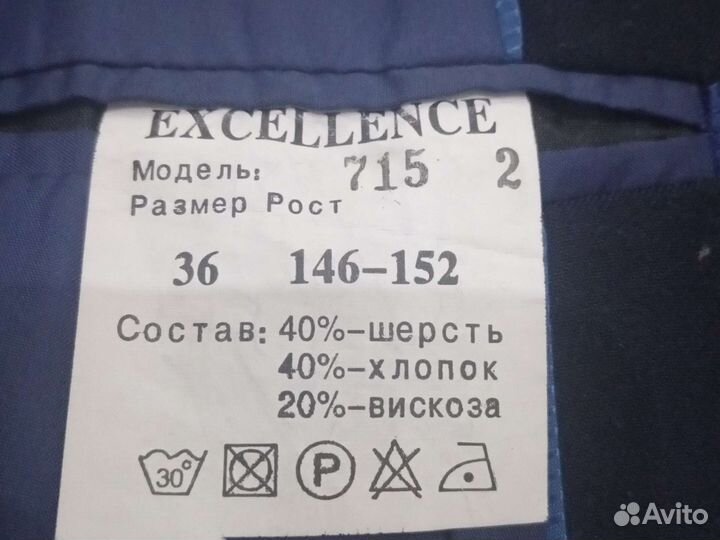 EXCELLENCE
Модель: 715 2
Размер Рост
36 146-152
Состав: 40%-шерсть
40%-хлопок
20%-вискоза
30° P
Avito